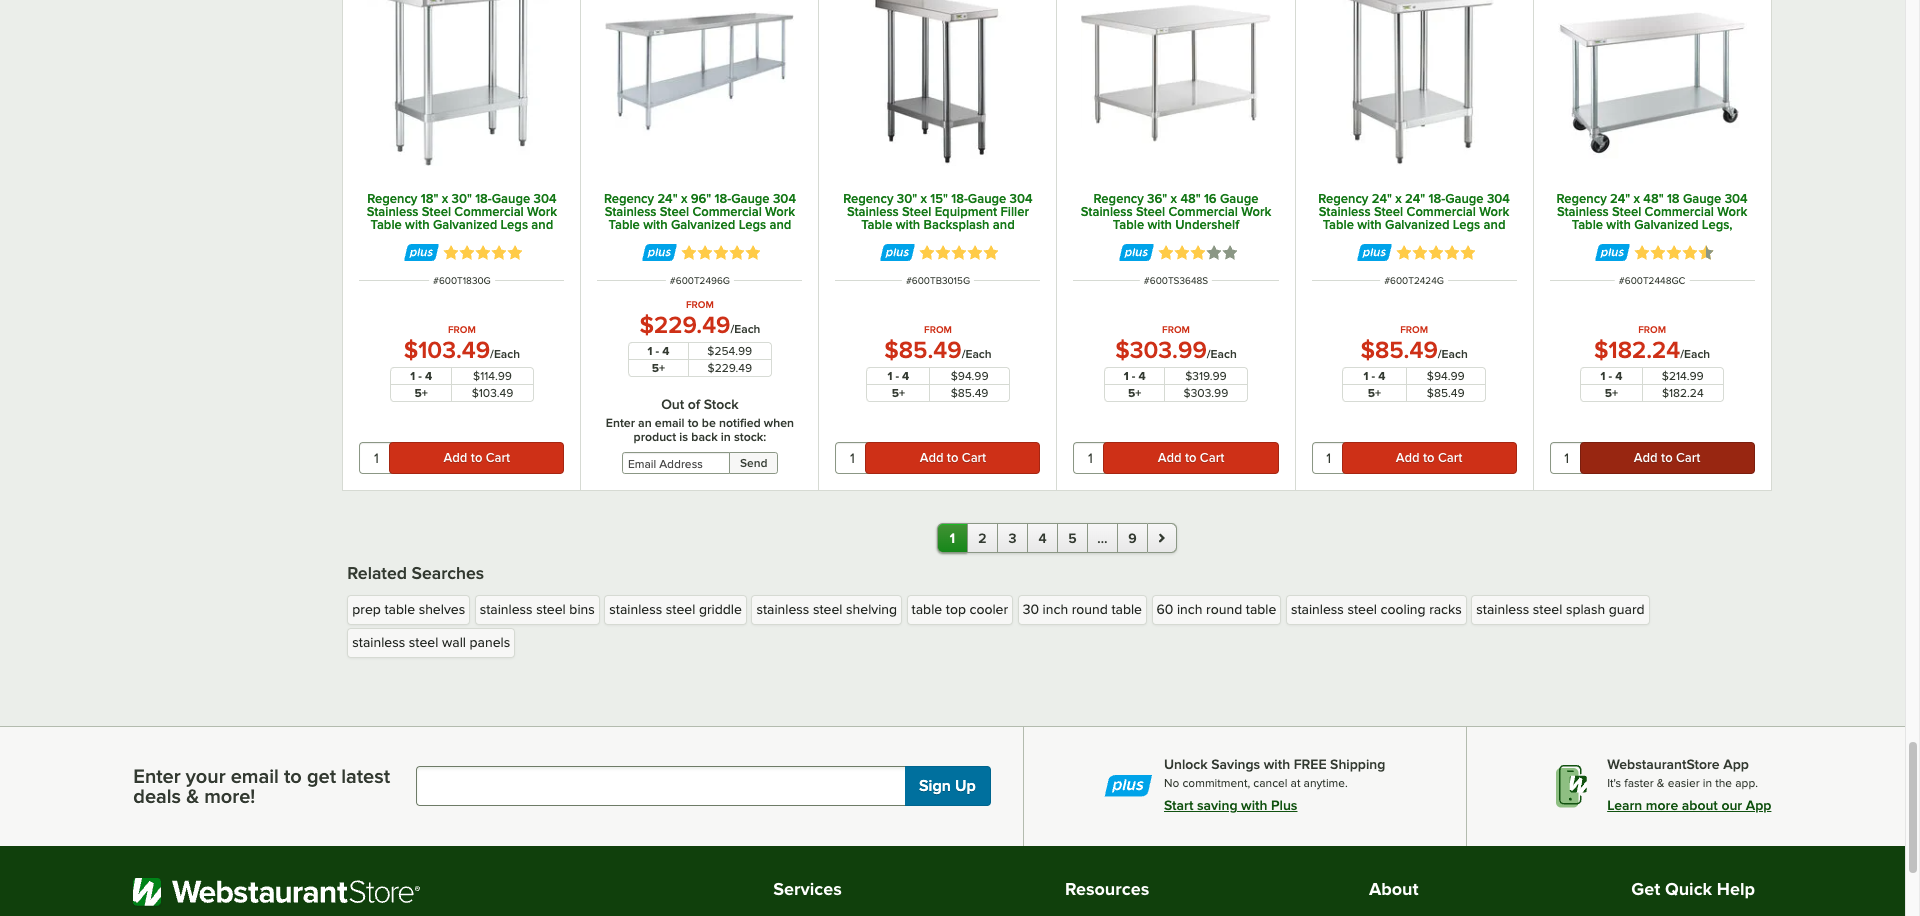 Regency 18" x 30" 18-Gauge 304
Stainless Steel Commercial Work
Table with Galvanized Legs and
plus
#600T1830G
FROM
$103.49/Each
1 - 4 $114.99
5+ $103.49
1 Add to Cart
Regency 24" x 96" 18-Gauge 304
Stainless Steel Commercial Work
Table with Galvanized Legs and
plus
#600T2496G
FROM
$229.49/Each
1 - 4 $254.99
5+ $229.49
Out of Stock
Enter an email to be notified when
product is back in stock:
Email Address Send
Regency 30" x 15" 18-Gauge 304
Stainless Steel Equipment Filler
Table with Backsplash and
plus
#600TB3015G
FROM
$85.49/Each
1 - 4 $94.99
5+ $85.49
1 Add to Cart
Regency 36" x 48" 16 Gauge
Stainless Steel Commercial Work
Table with Undershelf
plus
#600TS3648S
FROM
$303.99/Each
1 - 4 $319.99
5+ $303.99
1 Add to Cart
Regency 24" x 24" 18-Gauge 304
Stainless Steel Commercial Work
Table with Galvanized Legs and
plus
#600T2424G
FROM
$85.49/Each
1 - 4 $94.99
5+ $85.49
1 Add to Cart
Regency 24" x 48" 18 Gauge 304
Stainless Steel Commercial Work
Table with Galvanized Legs,
plus
#600T2448GC
FROM
$182.24/Each
1 - 4 $214.99
5+ $182.24
1 Add to Cart
1 2 3 4 5 ... 9 >
Related Searches
prep table shelves stainless steel bins stainless steel griddle stainless steel shelving table top cooler 30 inch round table 60 inch round table stainless steel cooling racks stainless steel splash guard
stainless steel wall panels
Enter your email to get latest
deals & more!
Sign Up
plus
Unlock Savings with FREE Shipping
No commitment, cancel at anytime.
Start saving with Plus
WebstaurantStore App
It's faster & easier in the app.
Learn more about our App
WebstaurantStore®
Services Resources About Get Quick Help